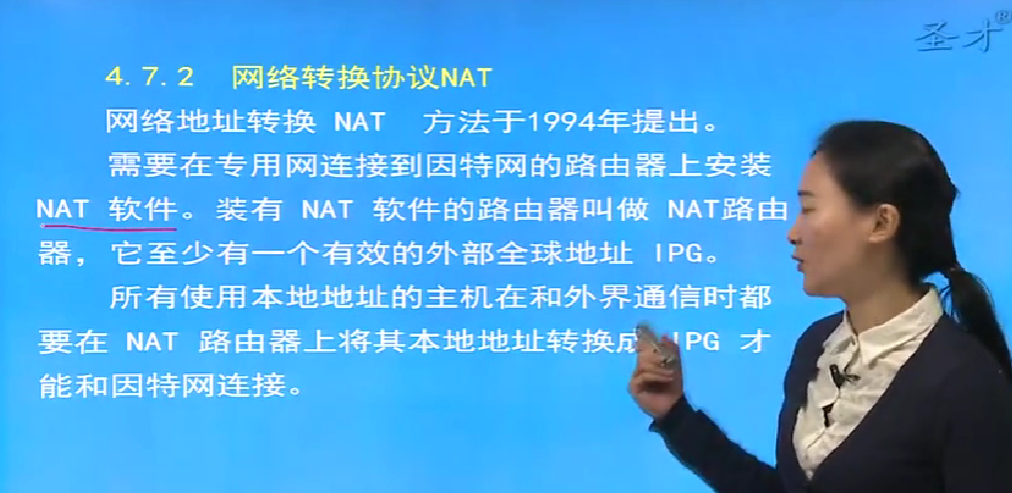 圣才®
4.7.2 网络转换协议NAT
网络地址转换 NAT 方法于1994年提出。
需要在专用网连接到因特网的路由器上安装
NAT 软件。装有 NAT 软件的路由器叫做 NAT路由
器，它至少有一个有效的外部全球地址 IPG。
所有使用本地地址的主机在和外界通信时都
要在 NAT 路由器上将其本地地址转换成 IPG 才
能和因特网连接。